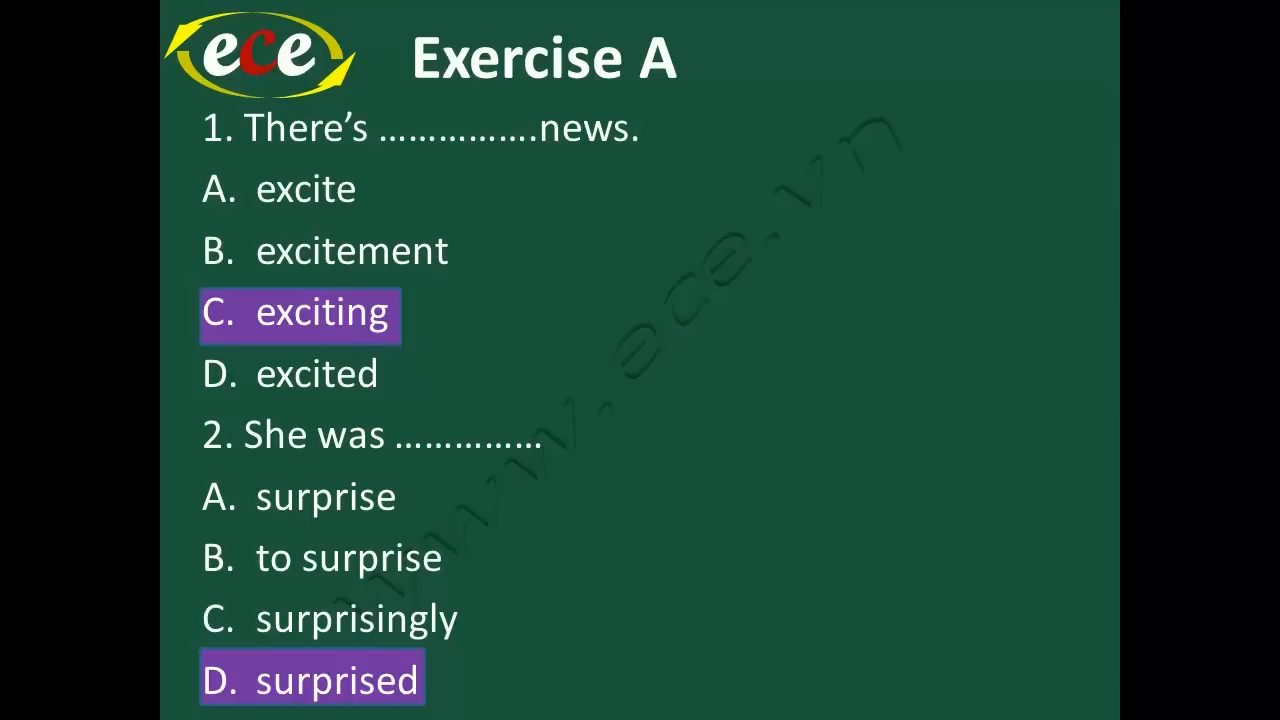 ece
Exercise A
1. There's …………….news.
A. excite
B. excitement
C. exciting
D. excited
2. She was ……………
A. surprise
B. to surprise
C. surprisingly
D. surprised
www.ece.vn